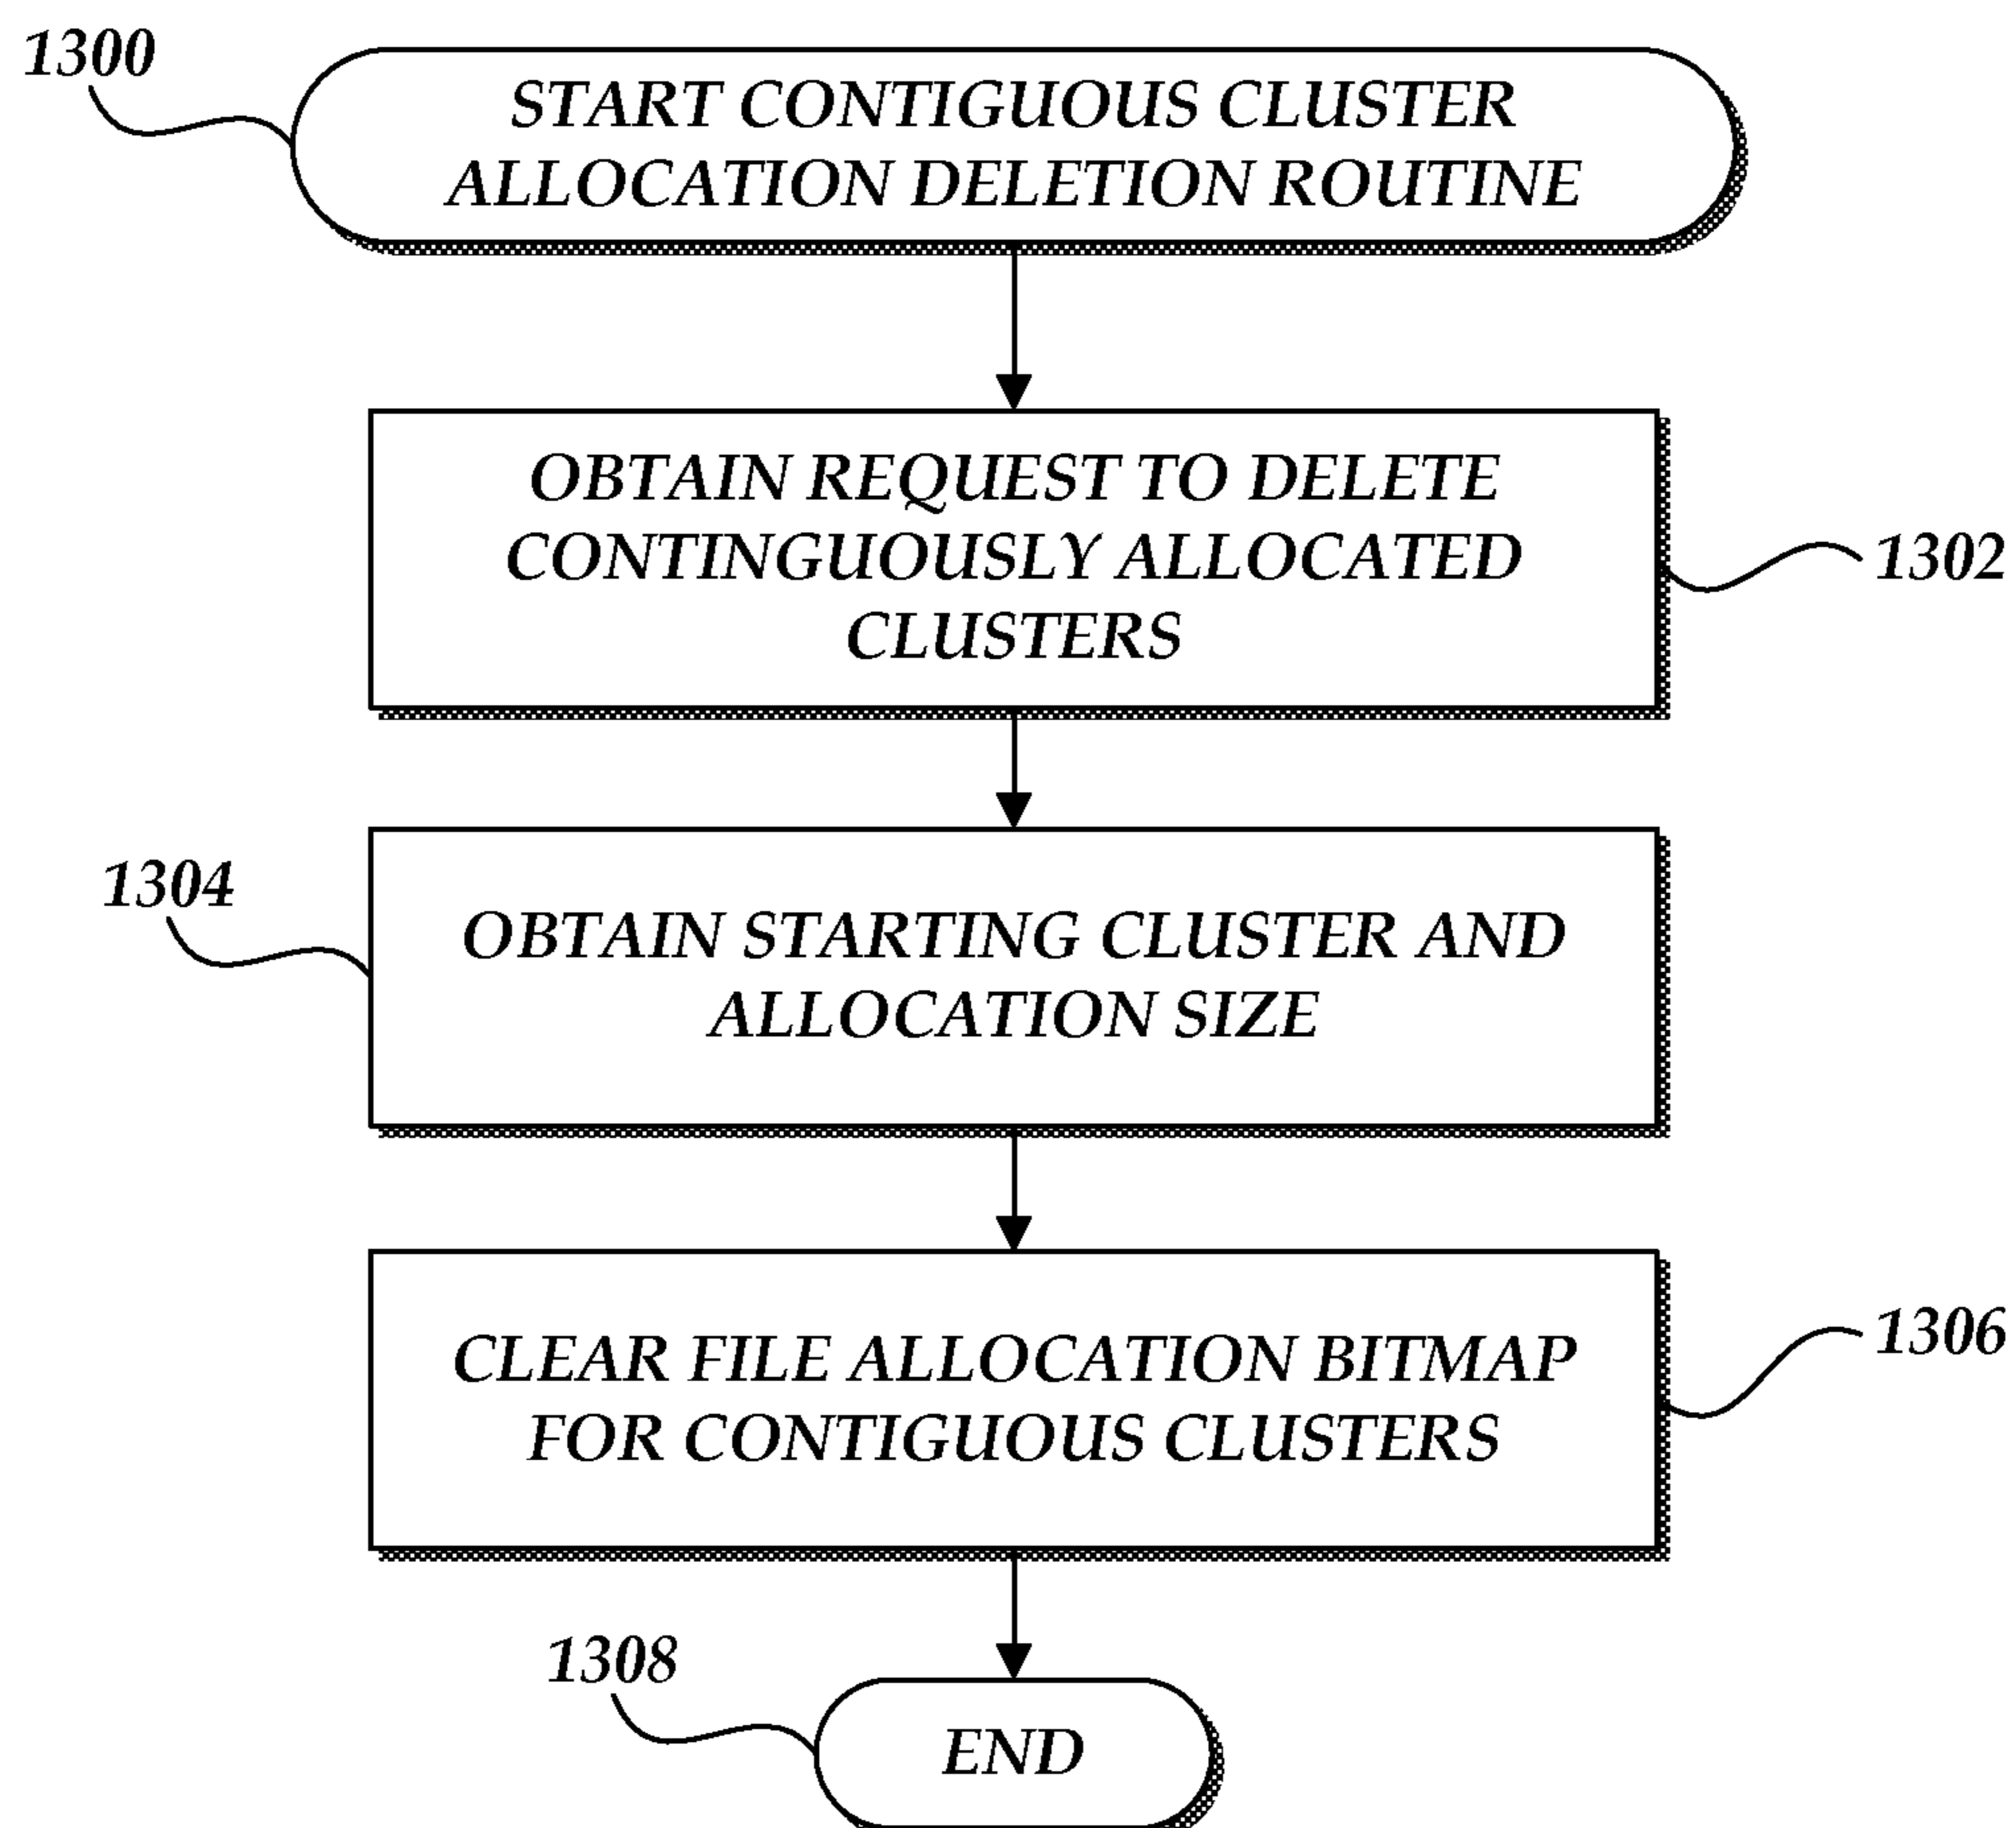 1300
START CONTIGUOUS CLUSTER
ALLOCATION DELETION ROUTINE
OBTAIN REQUEST TO DELETE
CONTINGUOUSLY ALLOCATED
CLUSTERS
1302
1304
OBTAIN STARTING CLUSTER AND
ALLOCATION SIZE
CLEAR FILE ALLOCATION BITMAP
FOR CONTIGUOUS CLUSTERS
1306
1308
END